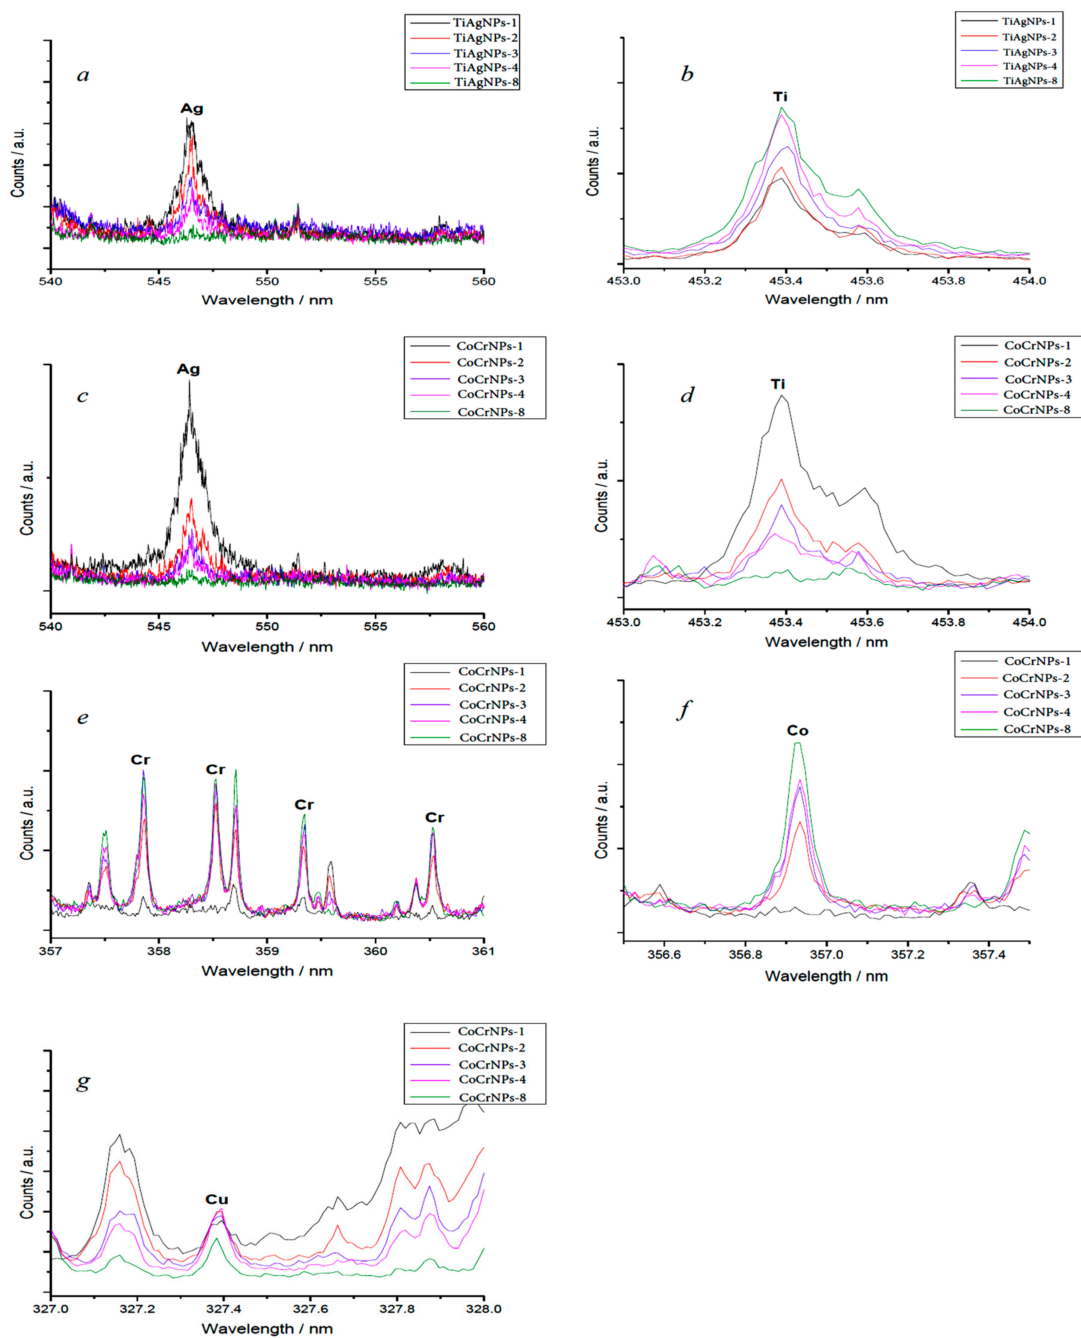 TiAgNPs-1
TiAgNPs-2
TiAgNPs-3
TiAgNPs-4
TiAgNPs-8
a
Ag
Counts / a.u.
540 545 550 555 560
Wavelength / nm
TiAgNPs-1
TiAgNPs-2
TiAgNPs-3
TiAgNPs-4
TiAgNPs-8
b
Ti
Counts / a.u.
453.0 453.2 453.4 453.6 453.8 454.0
Wavelength / nm
CoCrNPs-1
CoCrNPs-2
CoCrNPs-3
CoCrNPs-4
CoCrNPs-8
c
Ag
Counts / a.u.
540 545 550 555 560
Wavelength / nm
CoCrNPs-1
CoCrNPs-2
CoCrNPs-3
CoCrNPs-4
CoCrNPs-8
d
Ti
Counts / a.u.
453.0 453.2 453.4 453.6 453.8 454.0
Wavelength / nm
CoCrNPs-1
CoCrNPs-2
CoCrNPs-3
CoCrNPs-4
CoCrNPs-8
e
Cr Cr Cr Cr
Counts / a.u.
357 358 359 360 361
Wavelength / nm
CoCrNPs-1
CoCrNPs-2
CoCrNPs-3
CoCrNPs-4
CoCrNPs-8
f
Co
Counts / a.u.
356.6 356.8 357.0 357.2 357.4
Wavelength / nm
CoCrNPs-1
CoCrNPs-2
CoCrNPs-3
CoCrNPs-4
CoCrNPs-8
g
Cu
Counts / a.u.
327.0 327.2 327.4 327.6 327.8 328.0
Wavelength / nm